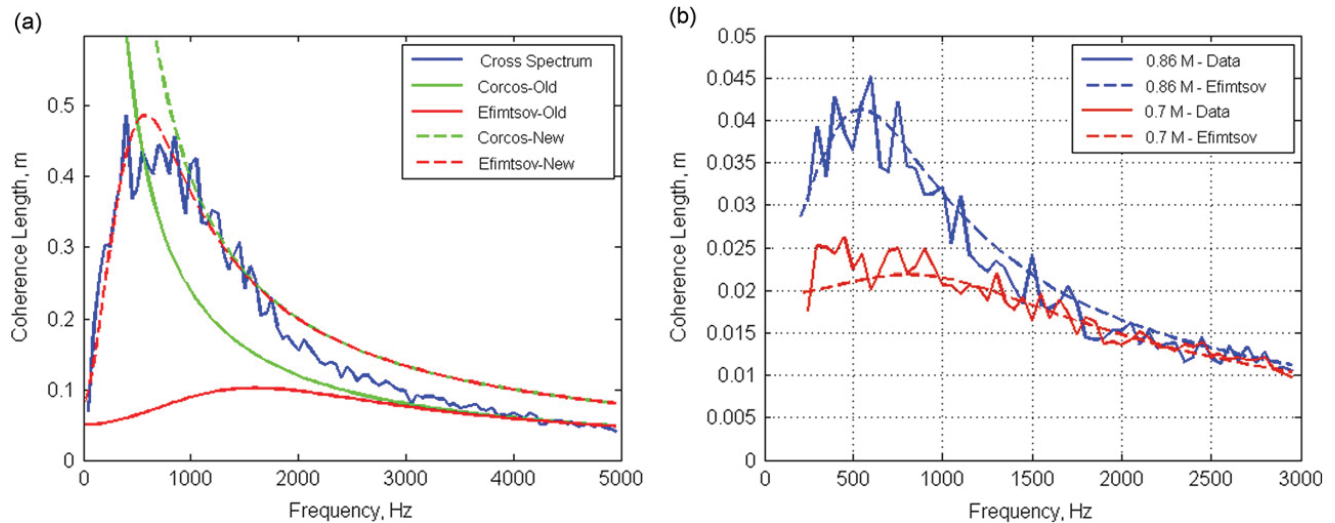 (a)
Coherence Length, m
0.5
0.4
0.3
0.2
0.1
0
0
1000
2000
3000
4000
5000
Frequency, Hz
Cross Spectrum
Corcos-Old
Efimtsov-Old
Corcos-New
Efimtsov-New
(b)
Coherence Length, m
0.05
0.045
0.04
0.035
0.03
0.025
0.02
0.015
0.01
0.005
0
0
500
1000
1500
2000
2500
3000
Frequency, Hz
0.86 M - Data
0.86 M - Efimtsov
0.7 M - Data
0.7 M - Efimtsov